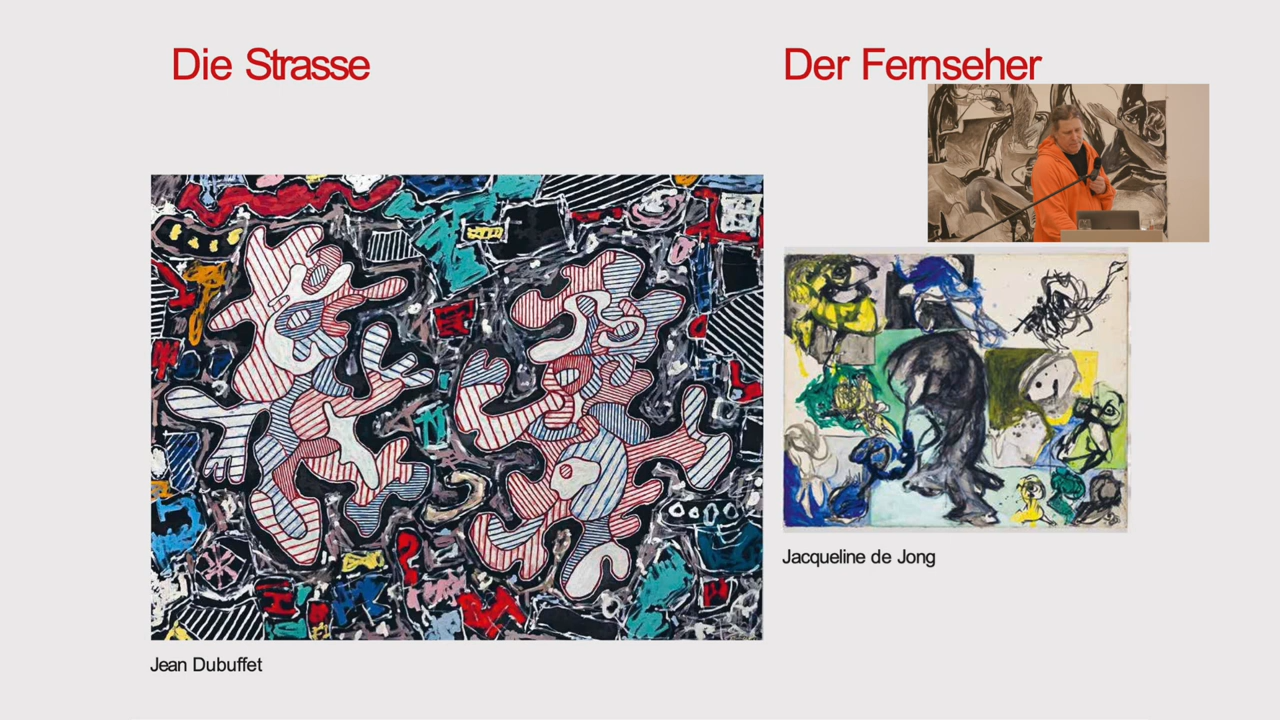 Die Strasse
Der Fernseher
Jacqueline de Jong
Jean Dubuffet